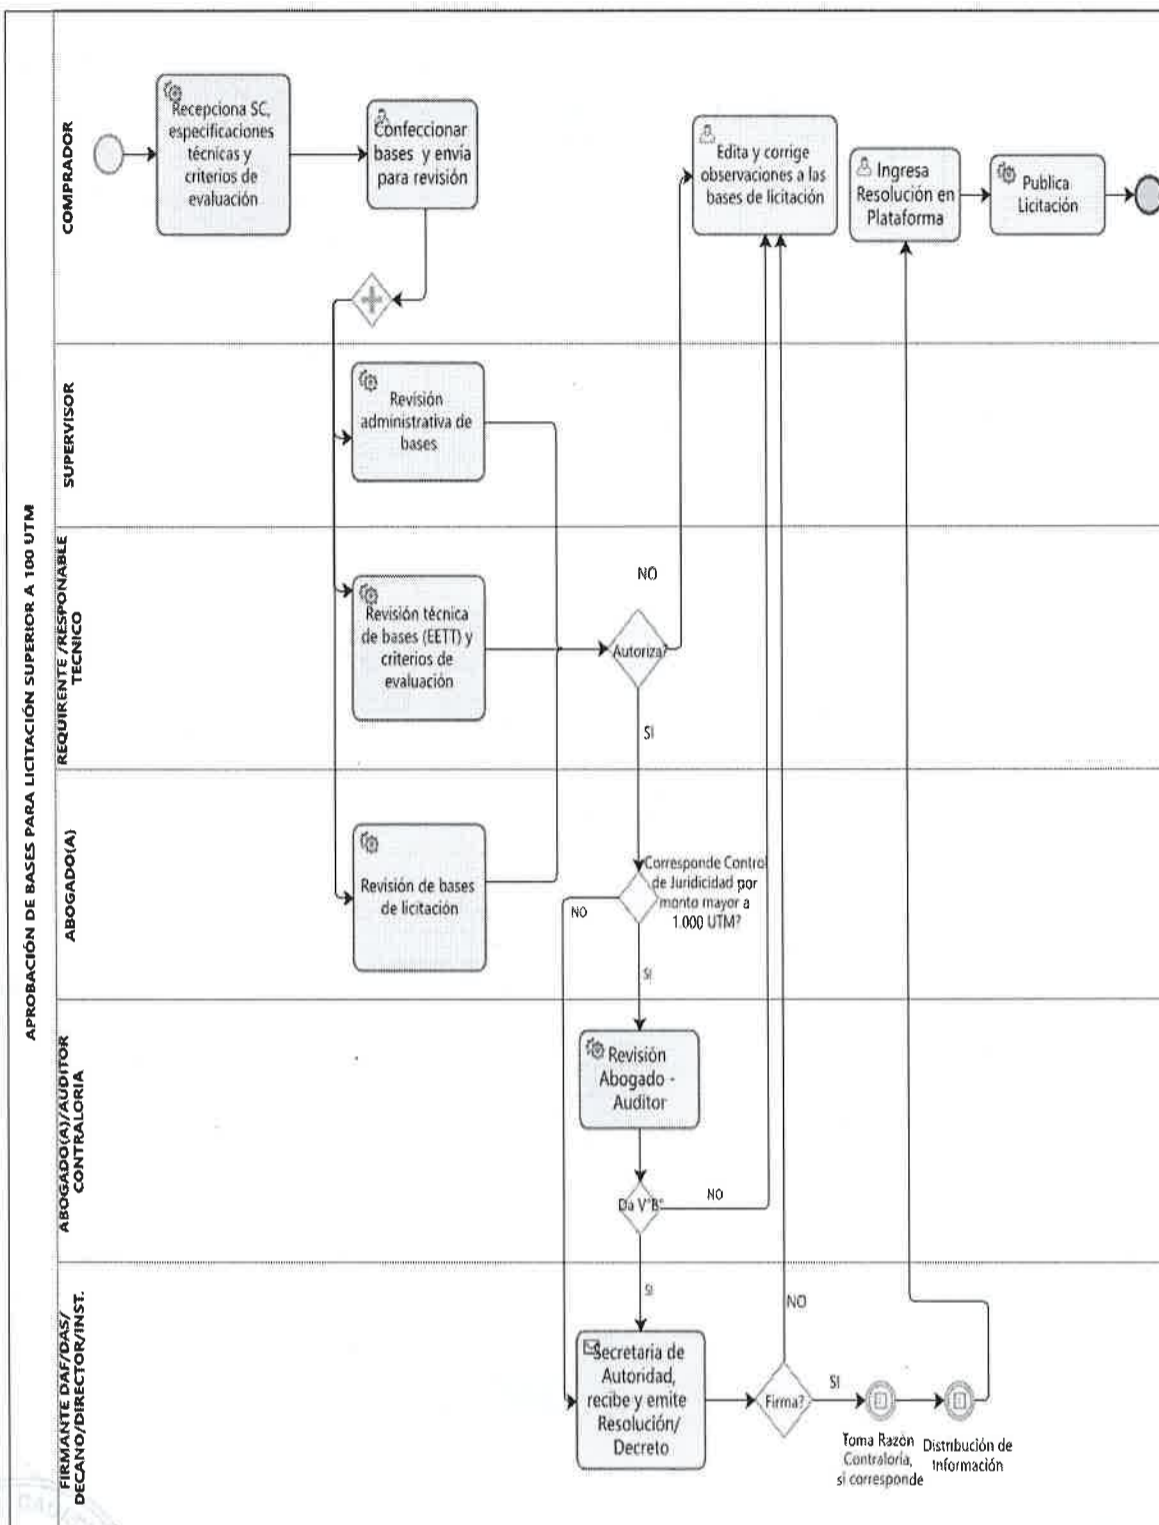 APROBACIÓN DE BASES PARA LICITACIÓN SUPERIOR A 100 UTM
COMPRADOR
Recepciona SC,
especificaciones
técnicas y
criterios de
evaluación
Confeccionar
bases y envía
para revisión
Edita y corrige
observaciones a las
bases de licitación
Ingresa
Resolución en
Plataforma
Publica
Licitación
SUPERVISOR
Revisión
administrativa de
bases
REQUIRENTE /RESPONABLE
TECNICO
Revisión técnica
de bases (EETT) y
criterios de
evaluación
Autoriza?
NO
SI
ABOGADO(A)
Revisión de bases
de licitación
Corresponde Control
de Juridicidad por
monto mayor a
1.000 UTM?
NO
SI
ABOGADO(A)/AUDITOR
CONTRALORIA
Revisión
Abogado -
Auditor
Da V°B°
NO
SI
FIRMANTE DAF/DAS/
DECANO/DIRECTOR/INST.
Secretaria de
Autoridad,
recibe y emite
Resolución/
Decreto
Firma?
NO
SI
Toma Razón
Contraloria,
si corresponde
Distribución de
Información